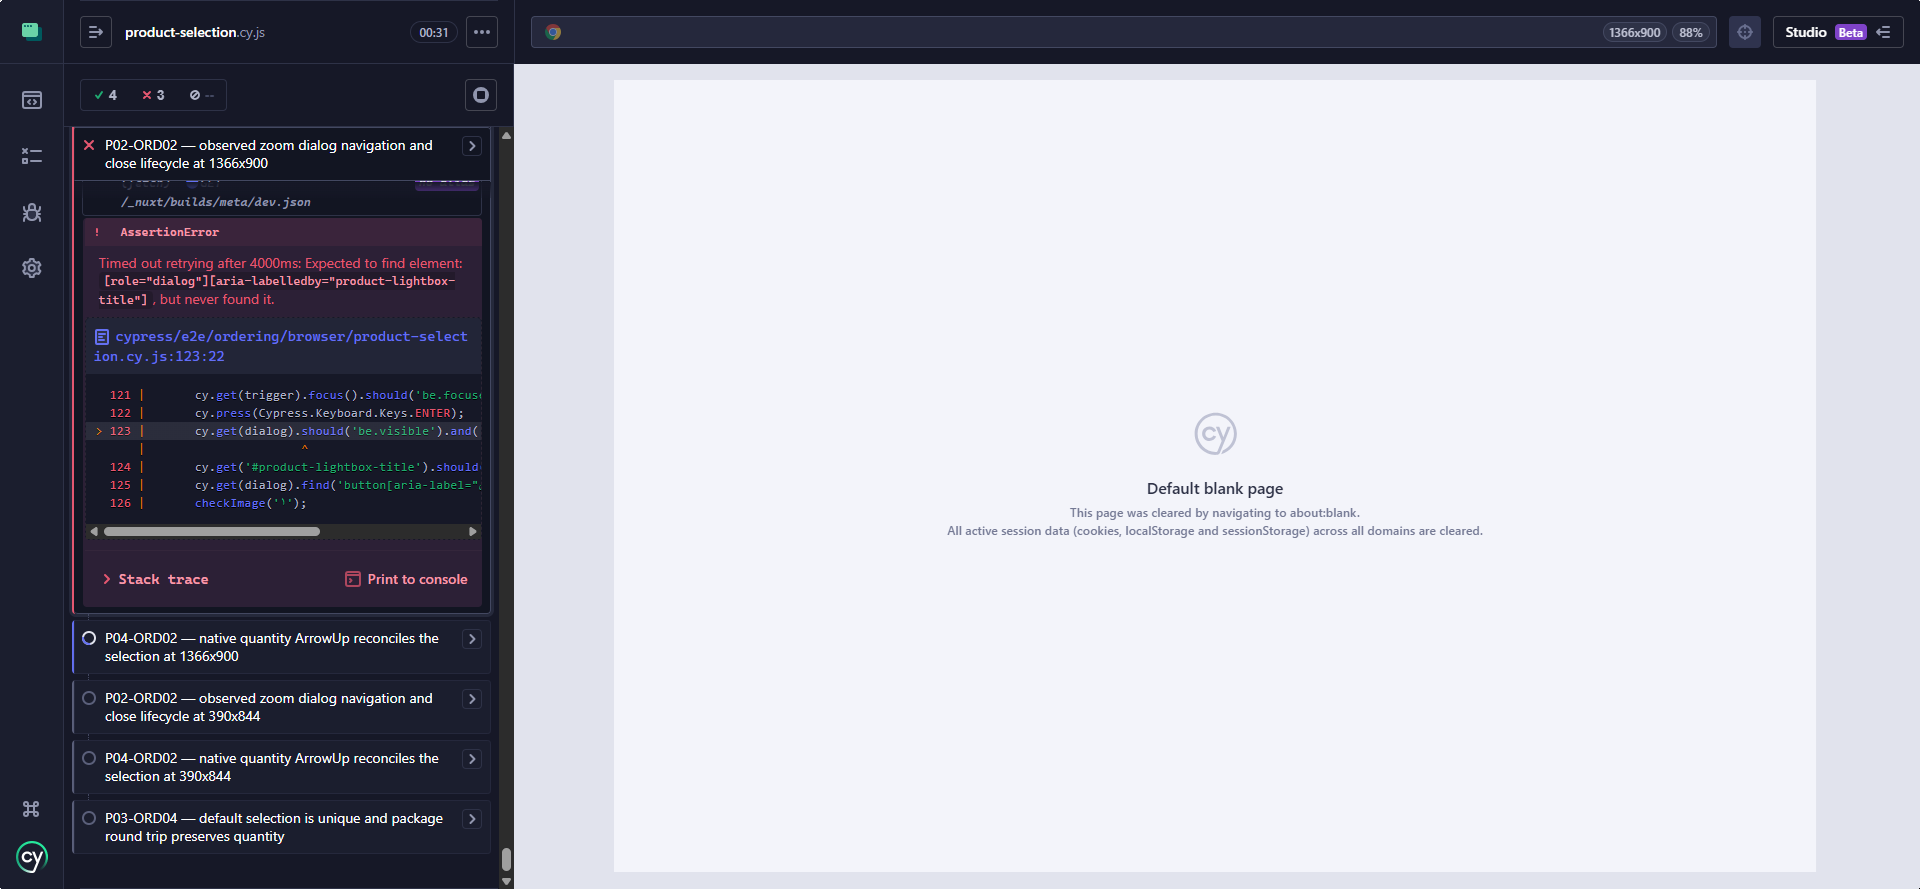 product-selection.cy.js
00:31
4
3
--
P02-ORD02 — observed zoom dialog navigation and
close lifecycle at 1366x900
/_nuxt/builds/meta/dev.json
! AssertionError
Timed out retrying after 4000ms: Expected to find element:
[role="dialog"][aria-labelledby="product-lightbox-
title"] , but never found it.
cypress/e2e/ordering/browser/product-select
ion.cy.js:123:22
121 | cy.get(trigger).focus().should('be.focuse
122 | cy.press(Cypress.Keyboard.Keys.ENTER);
> 123 | cy.get(dialog).should('be.visible').and(
| ^
124 | cy.get('#product-lightbox-title').should
125 | cy.get(dialog).find('button[aria-label="
126 | checkImage('۱');
Stack trace
Print to console
P04-ORD02 — native quantity ArrowUp reconciles the
selection at 1366x900
P02-ORD02 — observed zoom dialog navigation and
close lifecycle at 390x844
P04-ORD02 — native quantity ArrowUp reconciles the
selection at 390x844
P03-ORD04 — default selection is unique and package
round trip preserves quantity
cy
1366x900
88%
Studio Beta
cy
Default blank page
This page was cleared by navigating to about:blank.
All active session data (cookies, localStorage and sessionStorage) across all domains are cleared.